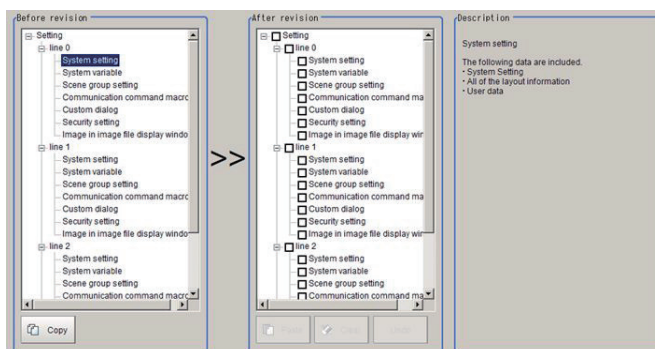 Before revision
Setting
line 0
System setting
System variable
Scene group setting
Communication command macro
Custom dialog
Security setting
Image in image file display windo
line 1
System setting
System variable
Scene group setting
Communication command macro
Custom dialog
Security setting
Image in image file display windo
line 2
System setting
System variable
Scene group setting
Communication command macro
Copy
>>
After revision
Setting
line 0
System setting
System variable
Scene group setting
Communication command ma
Custom dialog
Security setting
Image in image file display win
line 1
System setting
System variable
Scene group setting
Communication command ma
Custom dialog
Security setting
Image in image file display win
line 2
System setting
System variable
Scene group setting
Communication command ma
Description
System setting
The following data are included.
・System Setting
・All of the layout information
・User data